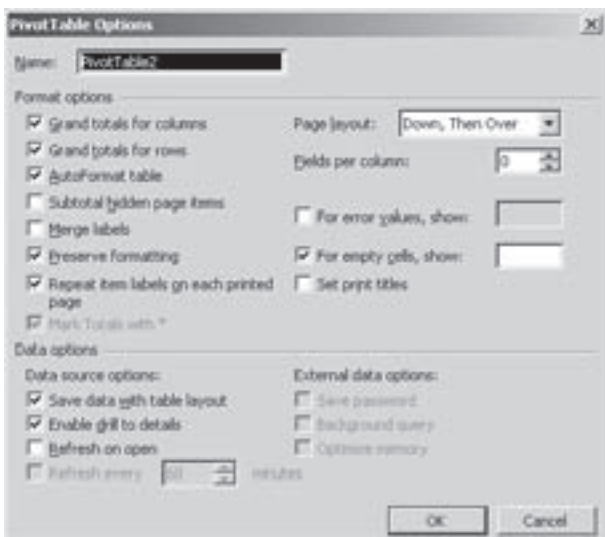 PivotTable Options
Name: PivotTable2
Format options
Grand totals for columns
Grand totals for rows
AutoFormat table
Subtotal hidden page items
Merge labels
Preserve formatting
Repeat item labels on each printed
page
Mark Totals with *
Page layout: Down, Then Over
Fields per column: 0
For error values, show:
For empty cells, show:
Set print titles
Data options
Data source options:
Save data with table layout
Enable drill to details
Refresh on open
Refresh every 60 minutes
External data options:
Save password
Background query
Optimize memory
OK
Cancel